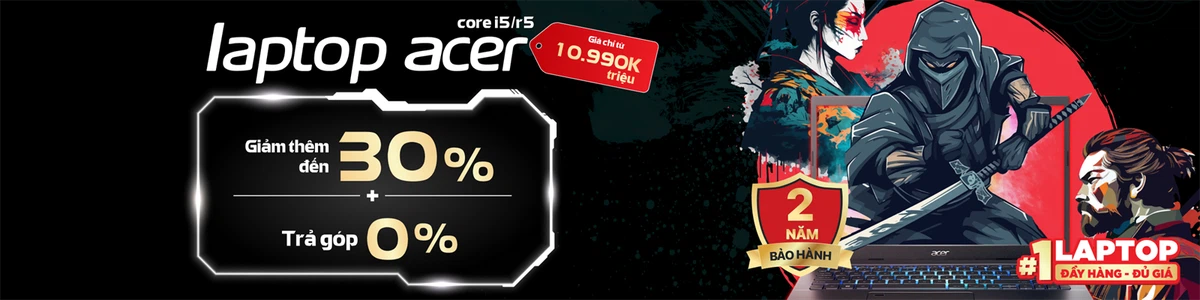 core i5/r5
laptop acer
Giá chỉ từ
10.990K
triệu
Giảm thêm
đến 30%
+
Trả góp 0%
2
NĂM
BẢO HÀNH
acer
#1 LAPTOP
ĐẦY HÀNG - ĐỦ GIÁ